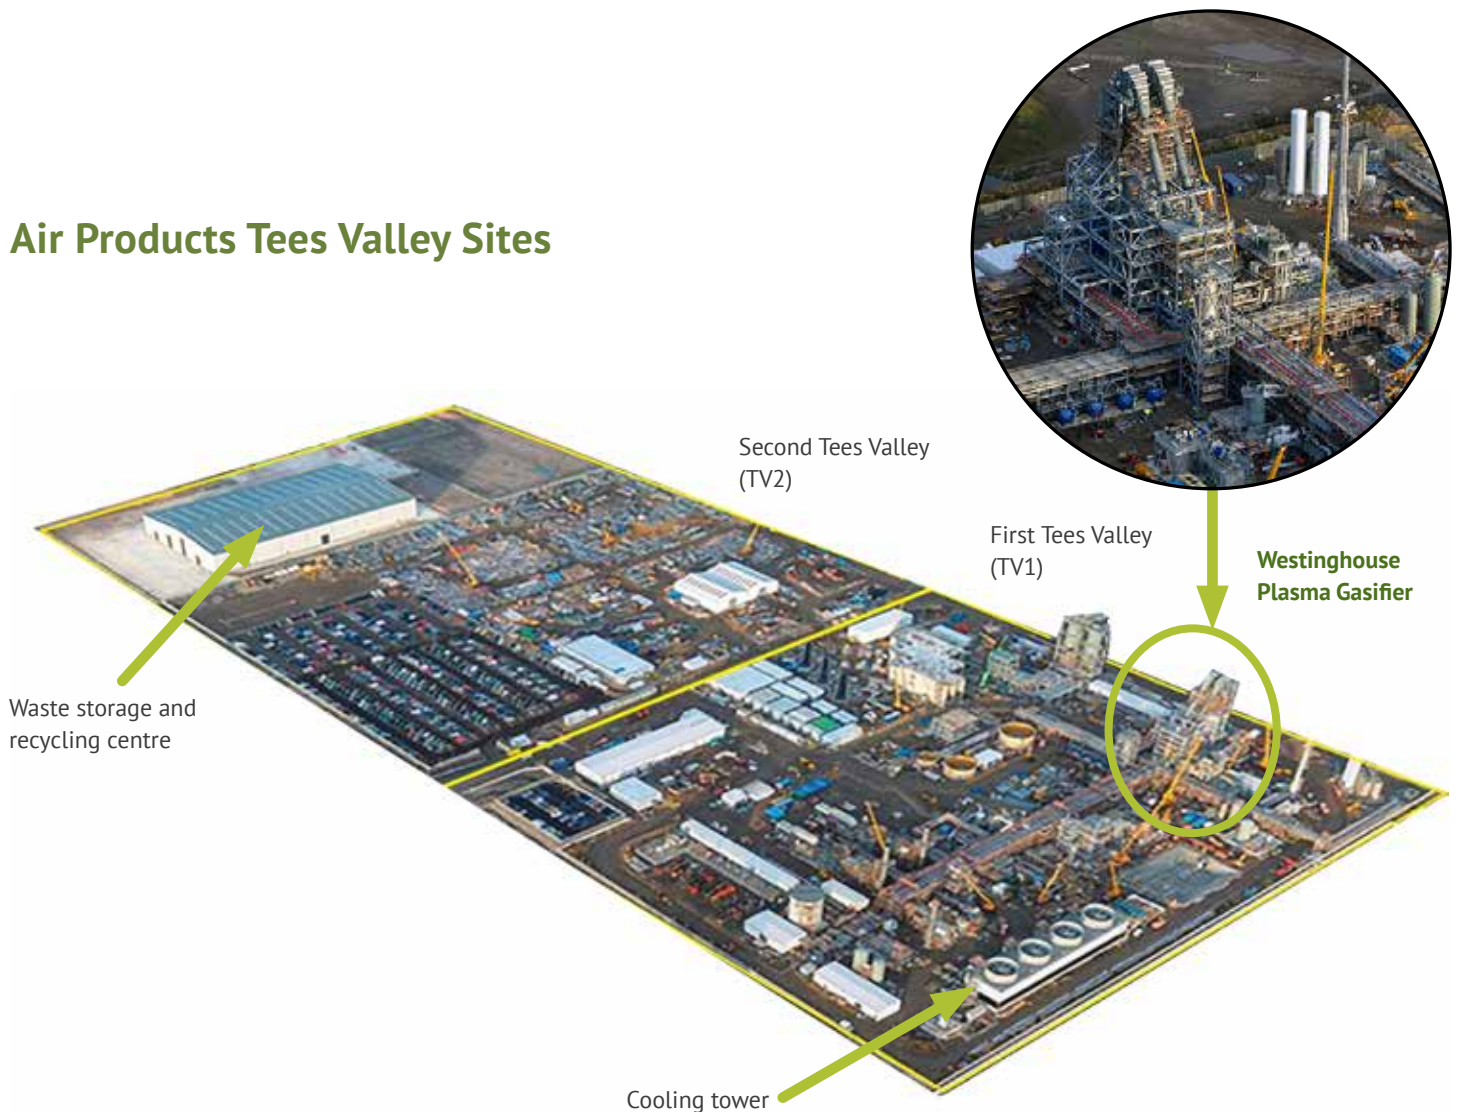 Air Products Tees Valley Sites
Second Tees Valley
(TV2)
First Tees Valley
(TV1)
Westinghouse
Plasma Gasifier
Waste storage and
recycling centre
Cooling tower